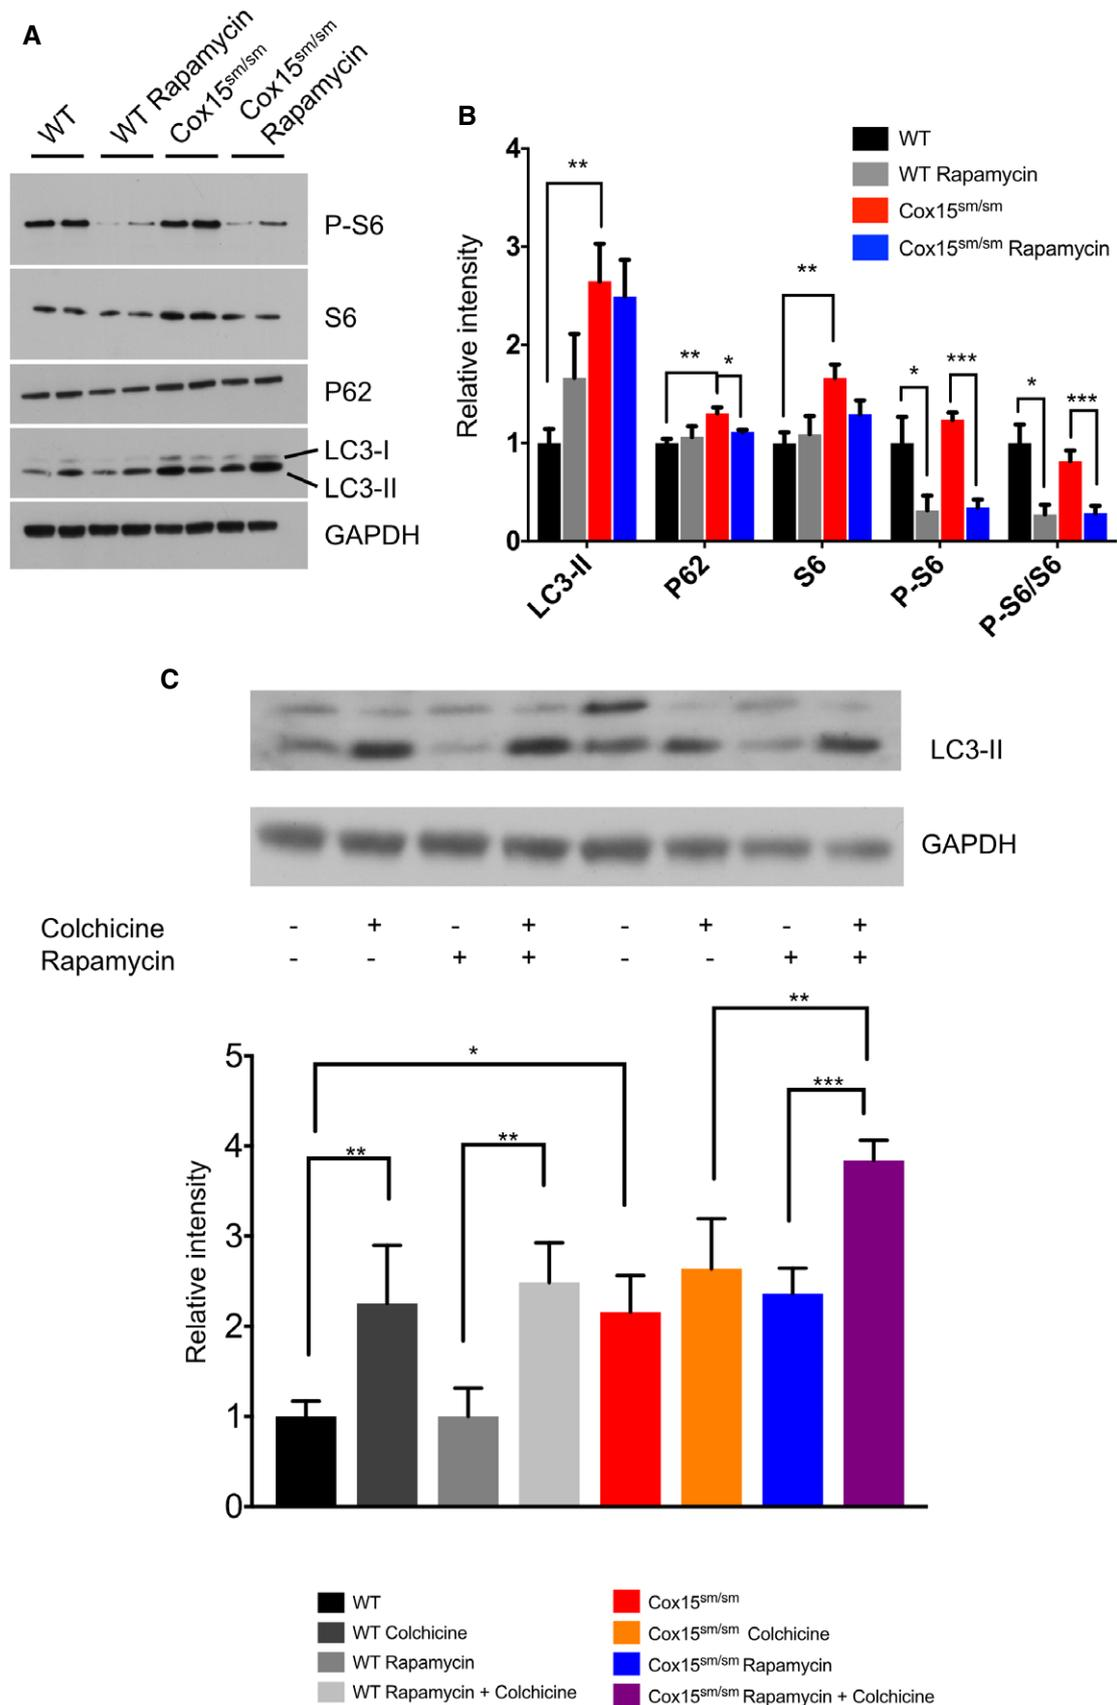 A
WT
WT Rapamycin
Cox15sm/sm
Cox15sm/sm
Rapamycin
P-S6
S6
P62
LC3-I
LC3-II
GAPDH
B
WT
WT Rapamycin
Cox15sm/sm
Cox15sm/sm Rapamycin
Relative intensity
4
3
2
1
0
**
**
*
**
*
***
*
***
LC3-II
P62
S6
P-S6
P-S6/S6
C
LC3-II
GAPDH
Colchicine - + - + - + - +
Rapamycin - - + + - - + +
Relative intensity
5
4
3
2
1
0
**
*
**
**
***
WT
WT Colchicine
WT Rapamycin
WT Rapamycin + Colchicine
Cox15sm/sm
Cox15sm/sm Colchicine
Cox15sm/sm Rapamycin
Cox15sm/sm Rapamycin + Colchicine